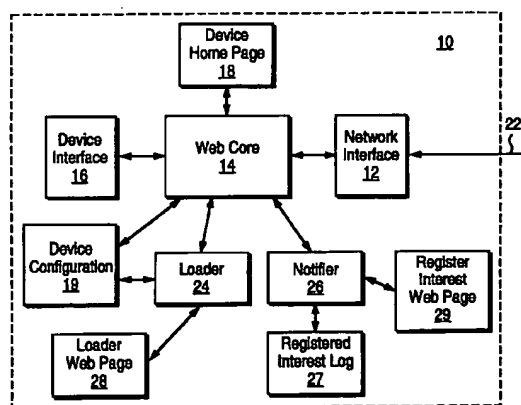 Device
Home Page
18
10
Device
Interface
16
Web Core
14
Network
Interface
12
22
Device
Configuration
19
Loader
24
Notifier
26
Register
Interest
Web Page
29
Loader
Web Page
28
Registered
Interest Log
27